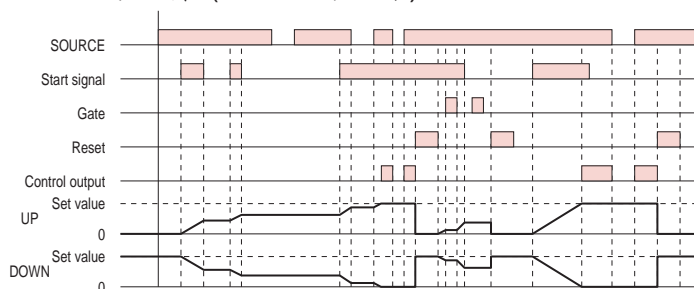 SOURCE
Start signal
Gate
Reset
Control output
Set value
UP
0
Set value
DOWN
0